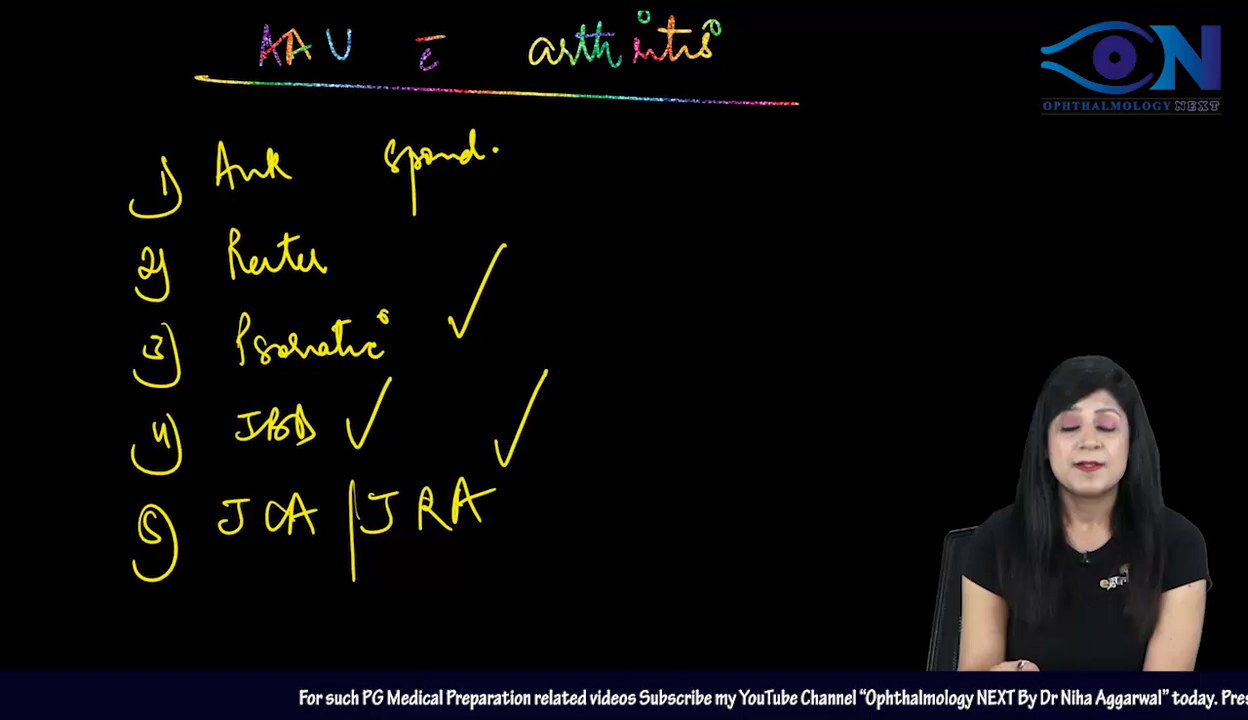 AAU c̄ arthritis
ON
OPHTHALMOLOGY NEXT
1) Ank spond.
2) Reiter
3) Psoriatic
4) IBD
5) JCA | JRA
For such PG Medical Preparation related videos Subscribe my YouTube Channel “Ophthalmology NEXT By Dr Niha Aggarwal” today. Pres